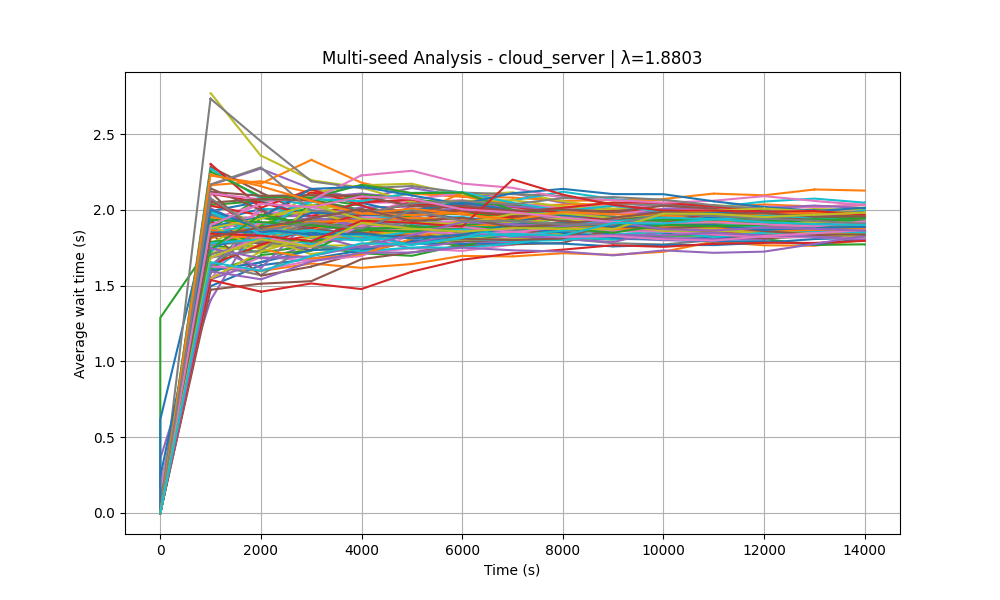 Multi-seed Analysis - cloud_server | λ=1.8803
Average wait time (s)
2.5
2.0
1.5
1.0
0.5
0.0
0 2000 4000 6000 8000 10000 12000 14000
Time (s)